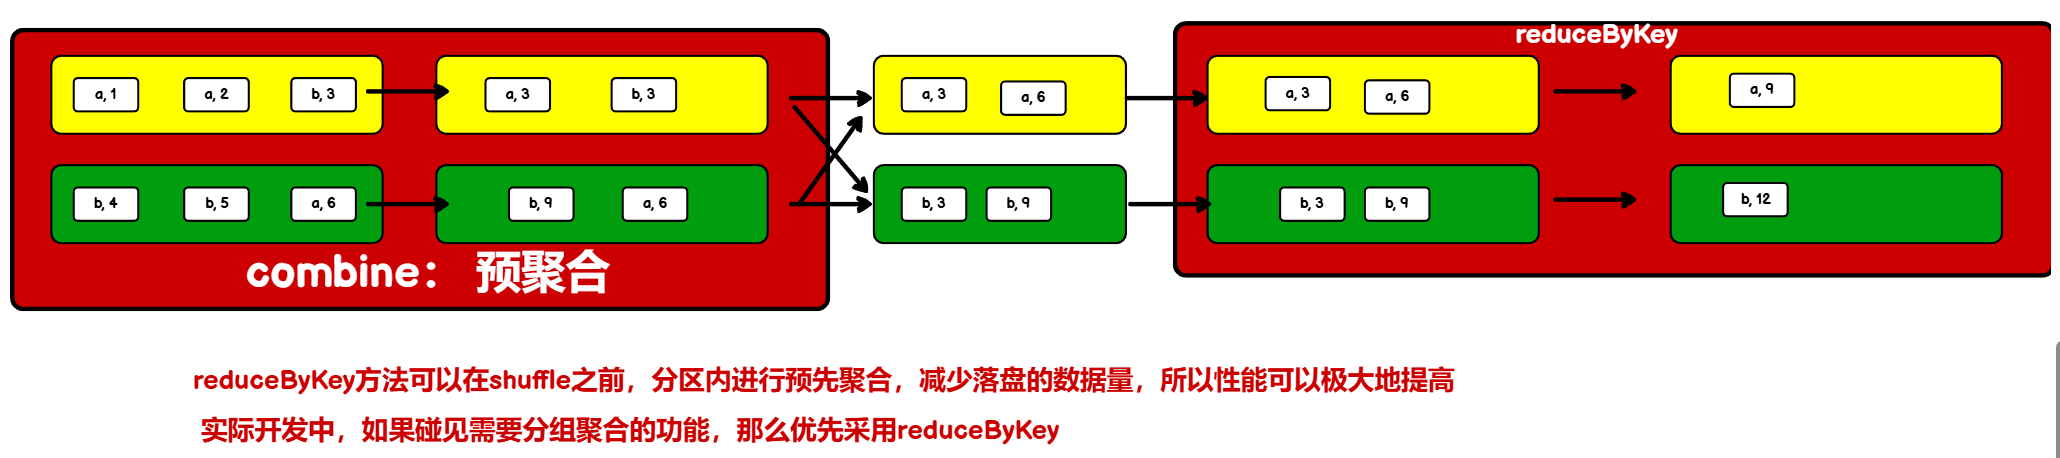 reduceByKey
a, 1 a, 2 b, 3 a, 3 b, 3 a, 3 a, 6 a, 3 a, 6 a, 9
b, 4 b, 5 a, 6 b, 9 a, 6 b, 3 b, 9 b, 3 b, 9 b, 12
combine： 预聚合
reduceByKey方法可以在shuffle之前，分区内进行预先聚合，减少落盘的数据量，所以性能可以极大地提高
实际开发中，如果碰见需要分组聚合的功能，那么优先采用reduceByKey